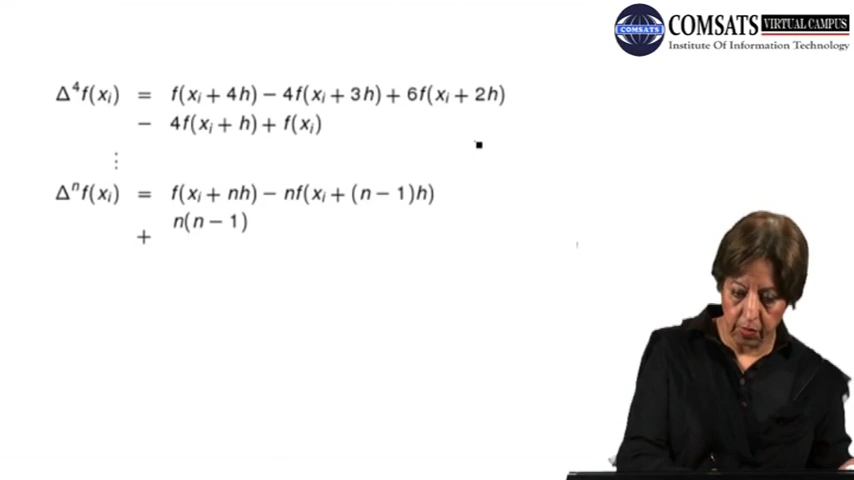 COMSATS VIRTUAL CAMPUS
COMSATS
Institute Of Information Technology
Δ⁴f(xᵢ) = f(xᵢ + 4h) − 4f(xᵢ + 3h) + 6f(xᵢ + 2h)
− 4f(xᵢ + h) + f(xᵢ)
⋮
Δⁿf(xᵢ) = f(xᵢ + nh) − nf(xᵢ + (n − 1)h)
+ n(n − 1)